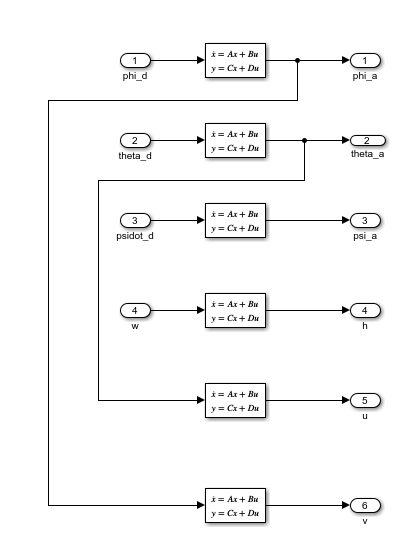 1 ẋ = Ax + Bu 1
y = Cx + Du
phi_d phi_a
2 ẋ = Ax + Bu 2
y = Cx + Du
theta_d theta_a
3 ẋ = Ax + Bu 3
y = Cx + Du
psidot_d psi_a
4 ẋ = Ax + Bu 4
y = Cx + Du
w h
ẋ = Ax + Bu 5
y = Cx + Du
u
ẋ = Ax + Bu 6
y = Cx + Du
v